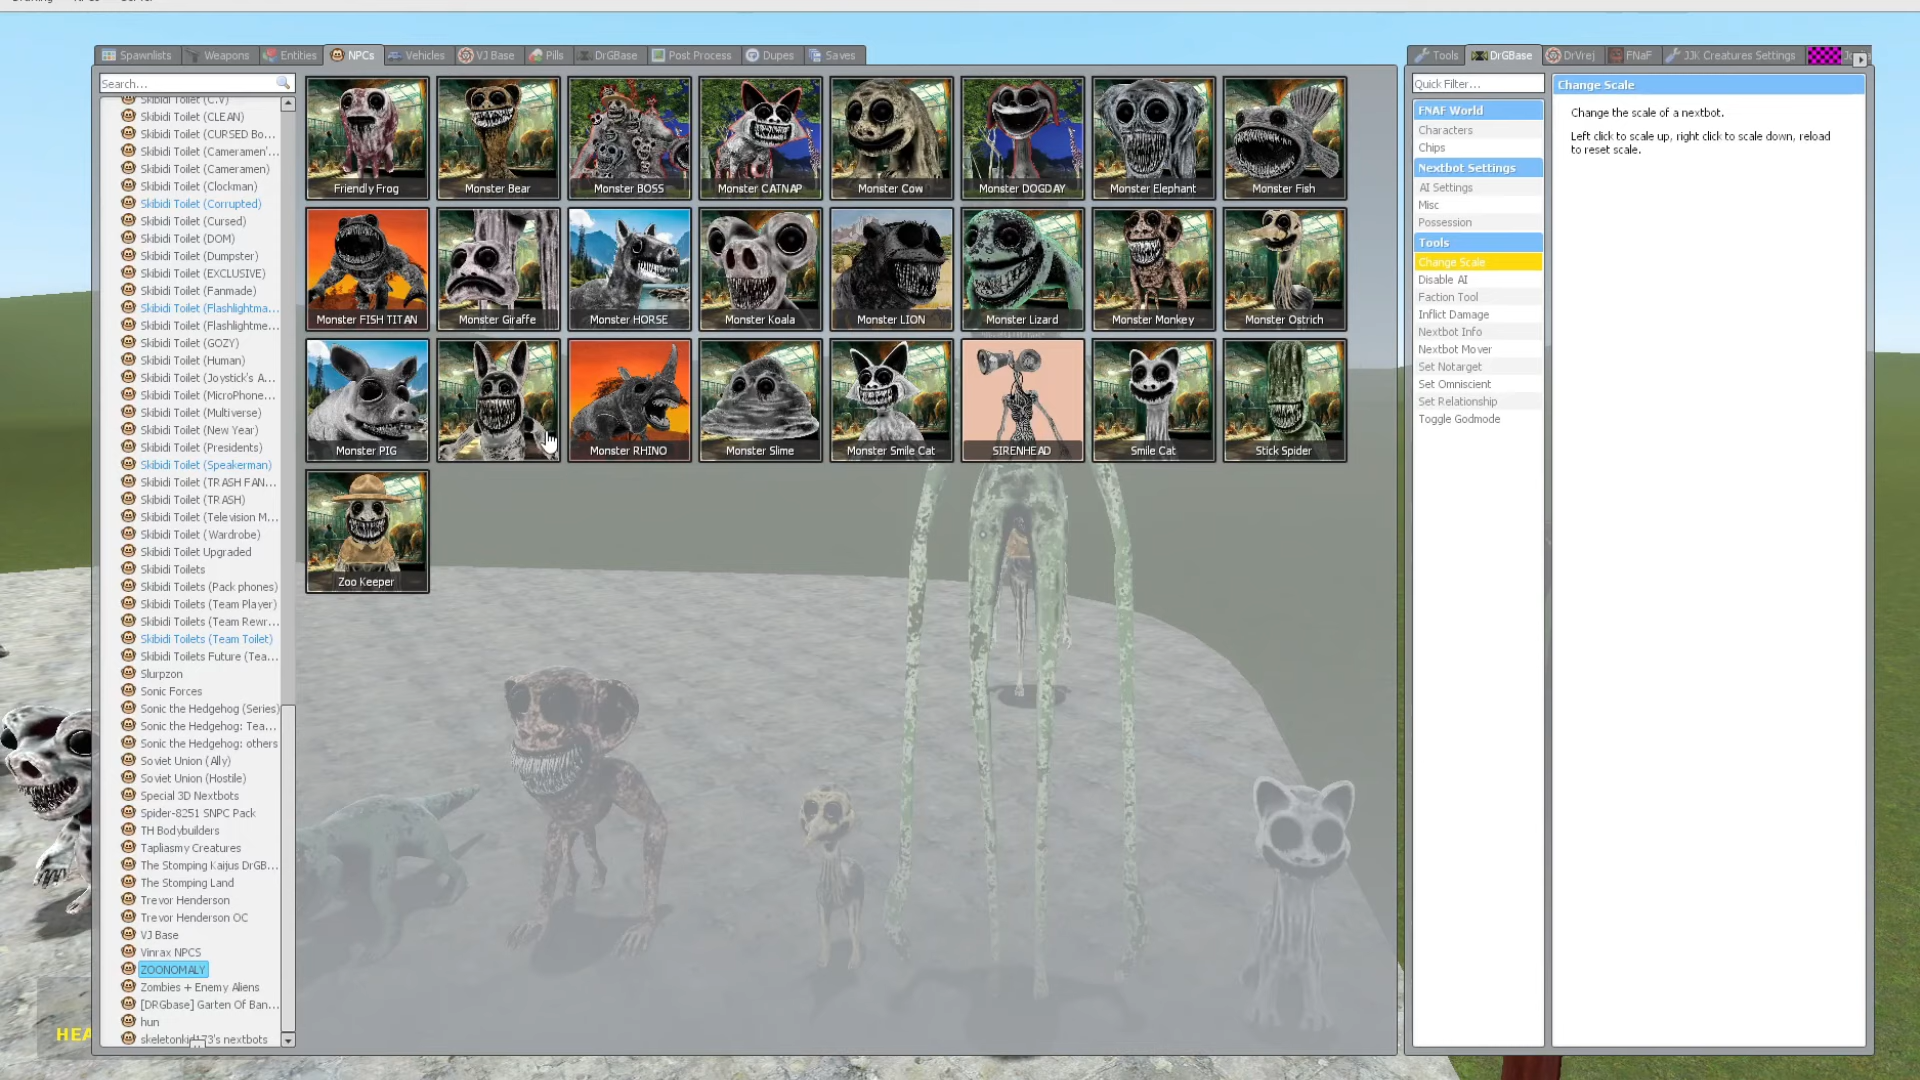 Spawnlists Weapons Entities NPCs Vehicles VJ Base Pills DrGBase Post Process Dupes Saves
Search...
Skibidi Toilet (C.V)
Skibidi Toilet (CLEAN)
Skibidi Toilet (CURSED Bo...
Skibidi Toilet (Cameramen'...
Skibidi Toilet (Cameramen)
Skibidi Toilet (Clockman)
Skibidi Toilet (Corrupted)
Skibidi Toilet (Cursed)
Skibidi Toilet (DOM)
Skibidi Toilet (Dumpster)
Skibidi Toilet (EXCLUSIVE)
Skibidi Toilet (Fanmade)
Skibidi Toilet (Flashlightma...
Skibidi Toilet (Flashlightme...
Skibidi Toilet (GOZY)
Skibidi Toilet (Human)
Skibidi Toilet (Joystick's A...
Skibidi Toilet (MicroPhone...
Skibidi Toilet (Multiverse)
Skibidi Toilet (New Year)
Skibidi Toilet (Presidents)
Skibidi Toilet (Speakerman)
Skibidi Toilet (TRASH FAN...
Skibidi Toilet (TRASH)
Skibidi Toilet (Television M...
Skibidi Toilet (Wardrobe)
Skibidi Toilet Upgraded
Skibidi Toilets
Skibidi Toilets (Pack phones)
Skibidi Toilets (Team Player)
Skibidi Toilets (Team Rewr...
Skibidi Toilets (Team Toilet)
Skibidi Toilets Future (Tea...
Slurpzon
Sonic Forces
Sonic the Hedgehog (Series)
Sonic the Hedgehog: Tea...
Sonic the Hedgehog: others
Soviet Union (Ally)
Soviet Union (Hostile)
Special 3D Nextbots
Spider-8251 SNPC Pack
TH Bodybuilders
Tapliasmy Creatures
The Stomping Kaijus DrGB...
The Stomping Land
Trevor Henderson
Trevor Henderson OC
VJ Base
Vinrax NPCS
ZOONOMALY
Zombies + Enemy Aliens
[DRGbase] Garten Of Ban...
hun
skeletonkid173's nextbots
Friendly Frog Monster Bear Monster BOSS Monster CATNAP Monster Cow Monster DOGDAY Monster Elephant Monster Fish
Monster FISH TITAN Monster Giraffe Monster HORSE Monster Koala Monster LION Monster Lizard Monster Monkey Monster Ostrich
Monster PIG Monster RHINO Monster Slime Monster Smile Cat SIRENHEAD Smile Cat Stick Spider
Zoo Keeper
HEA
Tools DrGBase DrVrej FNaF JJK Creatures Settings
Quick Filter...
FNAF World
Characters
Chips
Nextbot Settings
AI Settings
Misc
Possession
Tools
Change Scale
Disable AI
Faction Tool
Inflict Damage
Nextbot Info
Nextbot Mover
Set Notarget
Set Omniscient
Set Relationship
Toggle Godmode
Change Scale
Change the scale of a nextbot.
Left click to scale up, right click to scale down, reload
to reset scale.